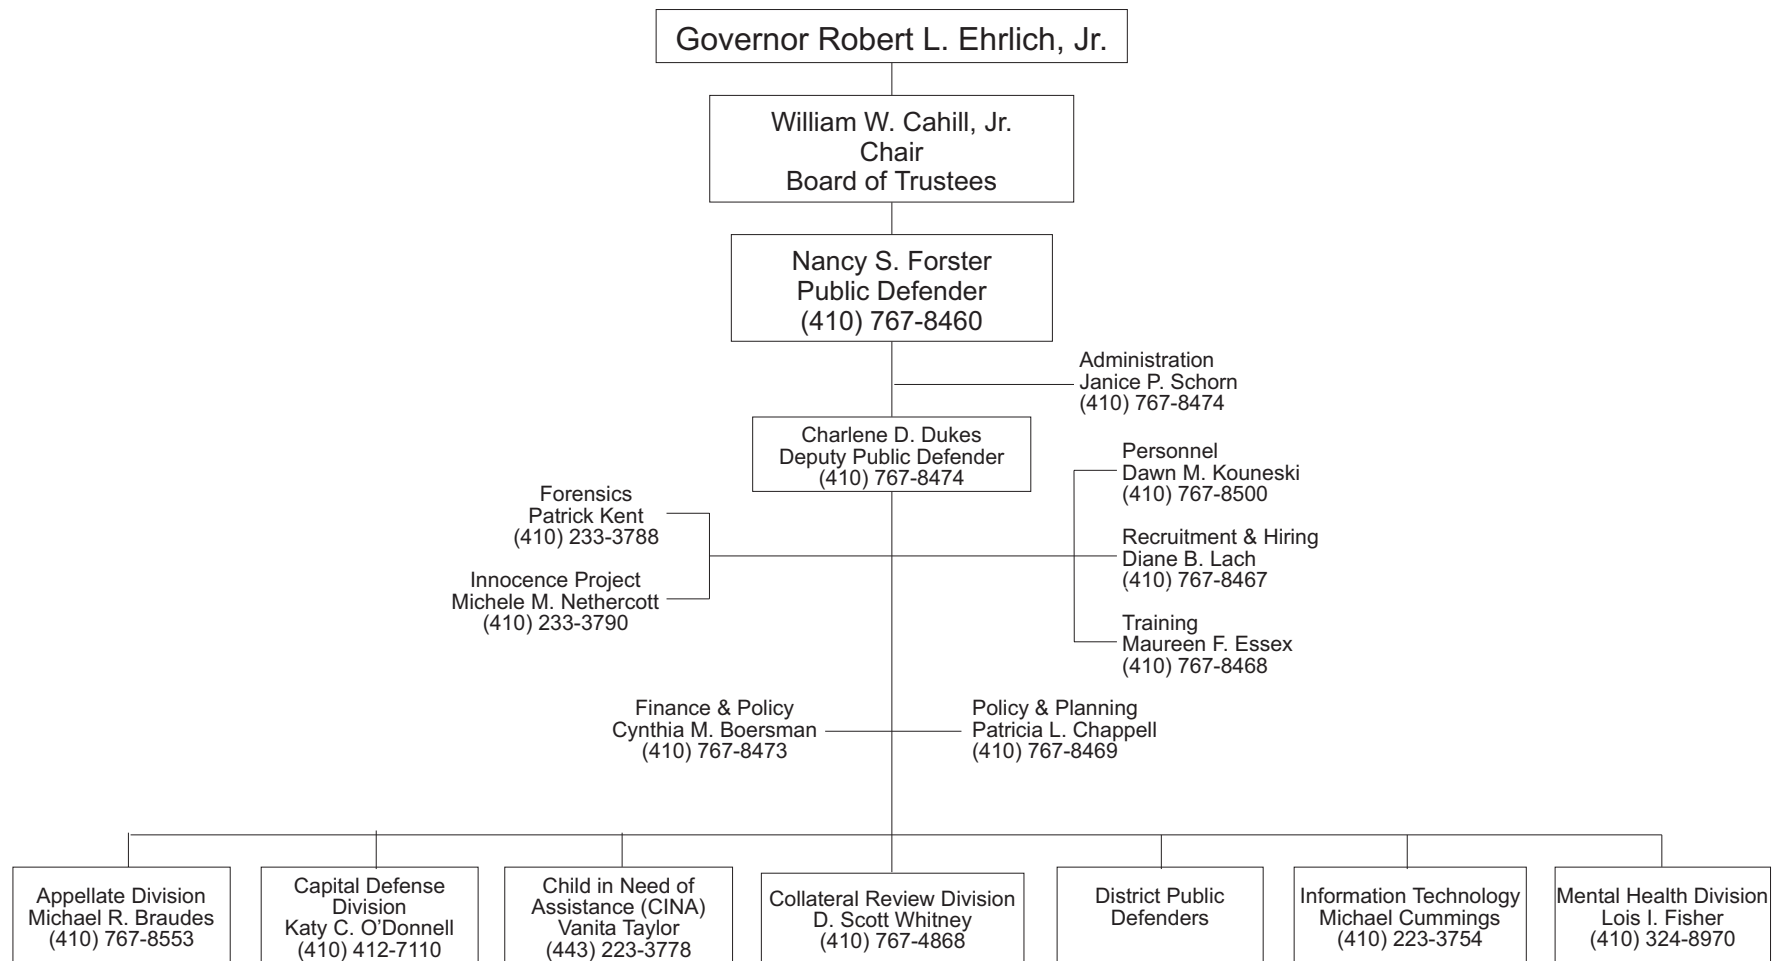 Governor Robert L. Ehrlich, Jr.
William W. Cahill, Jr.
Chair
Board of Trustees
Nancy S. Forster
Public Defender
(410) 767-8460
Administration
Janice P. Schorn
(410) 767-8474
Charlene D. Dukes
Deputy Public Defender
(410) 767-8474
Forensics
Patrick Kent
(410) 233-3788
Innocence Project
Michele M. Nethercott
(410) 233-3790
Personnel
Dawn M. Kouneski
(410) 767-8500
Recruitment & Hiring
Diane B. Lach
(410) 767-8467
Training
Maureen F. Essex
(410) 767-8468
Finance & Policy
Cynthia M. Boersman
(410) 767-8473
Policy & Planning
Patricia L. Chappell
(410) 767-8469
Appellate Division
Michael R. Braudes
(410) 767-8553
Capital Defense
Division
Katy C. O’Donnell
(410) 412-7110
Child in Need of
Assistance (CINA)
Vanita Taylor
(443) 223-3778
Collateral Review Division
D. Scott Whitney
(410) 767-4868
District Public
Defenders
Information Technology
Michael Cummings
(410) 223-3754
Mental Health Division
Lois I. Fisher
(410) 324-8970